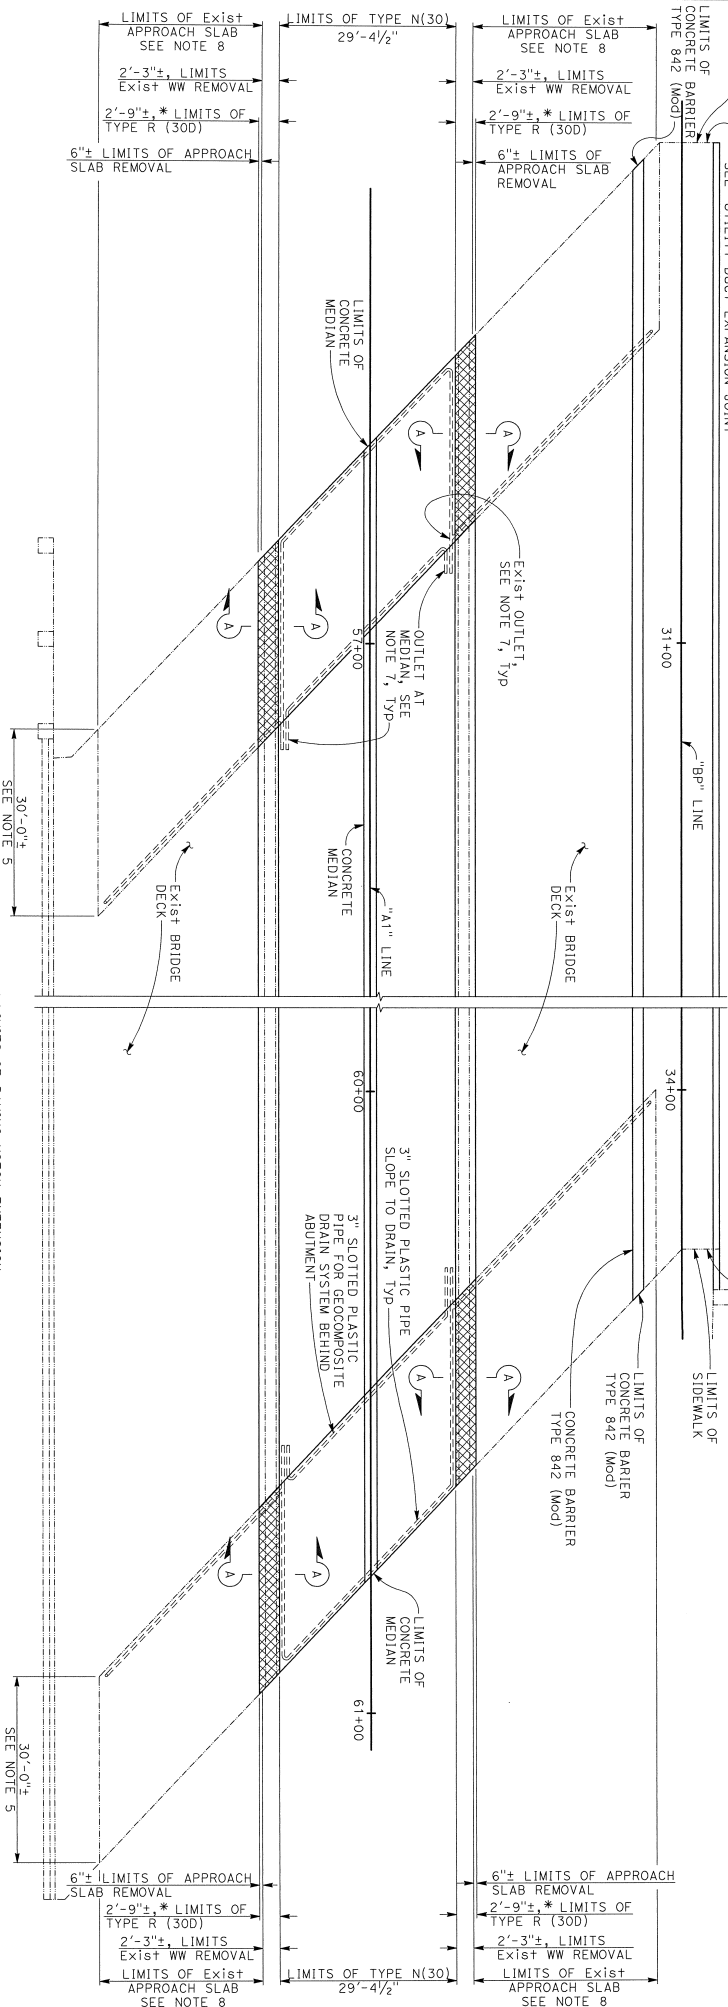 LIMITS OF Exist
APPROACH SLAB
SEE NOTE 8
LIMITS OF TYPE N(30)
29'-4½"
LIMITS OF Exist
APPROACH SLAB
SEE NOTE 8
2'-3"±, LIMITS
Exist WW REMOVAL
2'-3"±, LIMITS
Exist WW REMOVAL
2'-9"±,* LIMITS OF
TYPE R (30D)
2'-9"±,* LIMITS OF
TYPE R (30D)
6"± LIMITS OF APPROACH
SLAB REMOVAL
6"± LIMITS OF
APPROACH SLAB
REMOVAL
LIMITS OF
CONCRETE BARRIER
TYPE 842 (Mod)
SEE "UTILITY DUCT EXPANSION JOINT
LIMITS OF
CONCRETE
MEDIAN
A
A
Exist OUTLET,
SEE NOTE 7, Typ
OUTLET AT
MEDIAN, SEE
NOTE 7, Typ
A
A
57+00
31+00
"BP" LINE
30'-0"±
SEE NOTE 5
CONCRETE
MEDIAN
"A1" LINE
Exist BRIDGE
DECK
Exist BRIDGE
DECK
60+00
34+00
3" SLOTTED PLASTIC PIPE
SLOPE TO DRAIN, Typ
3" SLOTTED PLASTIC
PIPE FOR GEOCOMPOSITE
DRAIN SYSTEM BEHIND
ABUTMENT
LIMITS OF
SIDEWALK
LIMITS OF
CONCRETE BARIER
TYPE 842 (Mod)
CONCRETE BARRIER
TYPE 842 (Mod)
A
A
A
A
LIMITS OF
CONCRETE
MEDIAN
61+00
30'-0"±
SEE NOTE 5
6"± LIMITS OF APPROACH
SLAB REMOVAL
6"± LIMITS OF APPROACH
SLAB REMOVAL
2'-9"±,* LIMITS OF
TYPE R (30D)
2'-9"±,* LIMITS OF
TYPE R (30D)
2'-3"±, LIMITS
Exist WW REMOVAL
2'-3"±, LIMITS
Exist WW REMOVAL
LIMITS OF Exist
APPROACH SLAB
SEE NOTE 8
LIMITS OF TYPE N(30)
29'-4½"
LIMITS OF Exist
APPROACH SLAB
SEE NOTE 8